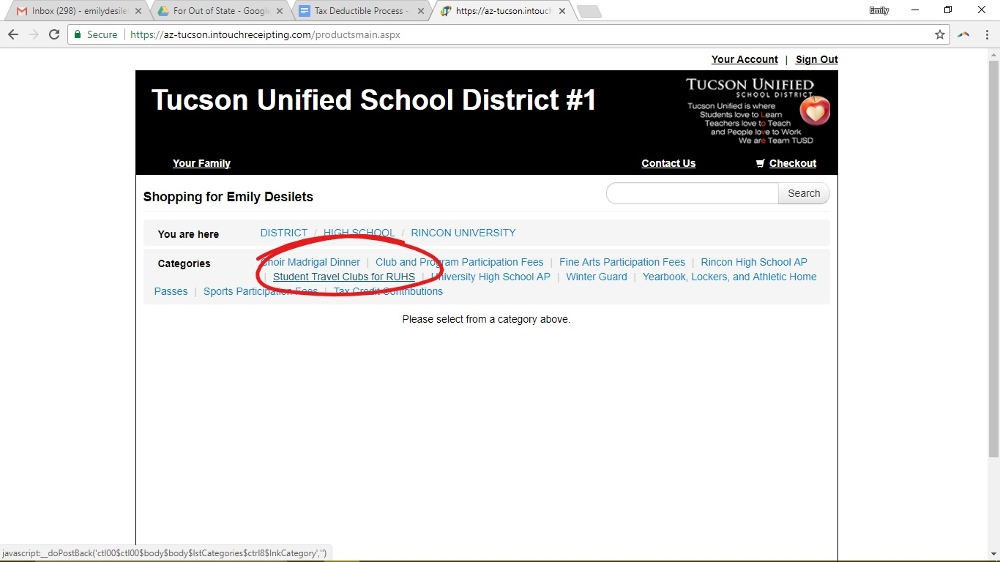 Inbox (298) - emilydesile
For Out of State - Google
Tax Deductible Process -
https://az-tucson.intouch
Emily
Secure | https://az-tucson.intouchreceipting.com/productsmain.aspx
Your Account | Sign Out
Tucson Unified School District #1
TUCSON UNIFIED
SCHOOL DISTRICT
Tucson Unified is where
Students love to Learn
Teachers love to Teach
and People love to Work
We are Team TUSD
Your Family
Contact Us
Checkout
Shopping for Emily Desilets
Search
You are here DISTRICT / HIGH SCHOOL / RINCON UNIVERSITY
Categories Choir Madrigal Dinner | Club and Program Participation Fees | Fine Arts Participation Fees | Rincon High School AP
| Student Travel Clubs for RUHS | University High School AP | Winter Guard | Yearbook, Lockers, and Athletic Home
Passes | Sports Participation Fees | Tax Credit Contributions
Please select from a category above.
javascript:__doPostBack('ctl00$ctl00$body$body$lstCategories$ctrl8$lnkCategory','')